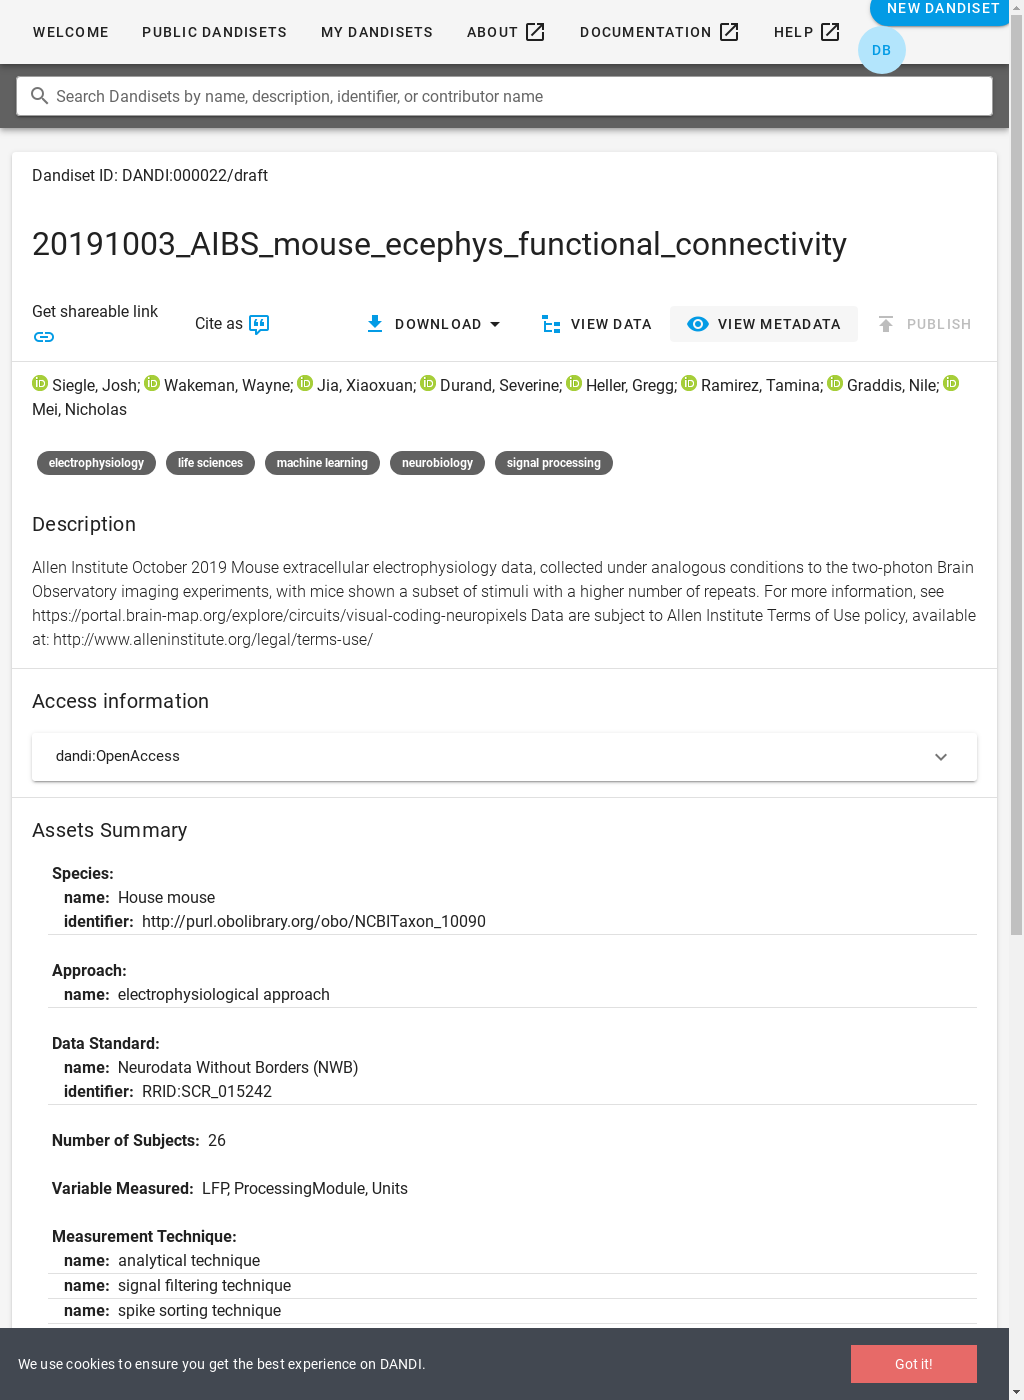 WELCOME PUBLIC DANDISETS MY DANDISETS ABOUT DOCUMENTATION HELP NEW DANDISET
DB
Search Dandisets by name, description, identifier, or contributor name
Dandiset ID: DANDI:000022/draft
20191003_AIBS_mouse_ecephys_functional_connectivity
Get shareable link
Cite as DOWNLOAD VIEW DATA VIEW METADATA PUBLISH
iD Siegle, Josh; iD Wakeman, Wayne; iD Jia, Xiaoxuan; iD Durand, Severine; iD Heller, Gregg; iD Ramirez, Tamina; iD Graddis, Nile; iD
Mei, Nicholas
electrophysiology life sciences machine learning neurobiology signal processing
Description
Allen Institute October 2019 Mouse extracellular electrophysiology data, collected under analogous conditions to the two-photon Brain
Observatory imaging experiments, with mice shown a subset of stimuli with a higher number of repeats. For more information, see
https://portal.brain-map.org/explore/circuits/visual-coding-neuropixels Data are subject to Allen Institute Terms of Use policy, available
at: http://www.alleninstitute.org/legal/terms-use/
Access information
dandi:OpenAccess
Assets Summary
Species:
name: House mouse
identifier: http://purl.obolibrary.org/obo/NCBITaxon_10090
Approach:
name: electrophysiological approach
Data Standard:
name: Neurodata Without Borders (NWB)
identifier: RRID:SCR_015242
Number of Subjects: 26
Variable Measured: LFP, ProcessingModule, Units
Measurement Technique:
name: analytical technique
name: signal filtering technique
name: spike sorting technique
We use cookies to ensure you get the best experience on DANDI.
Got it!